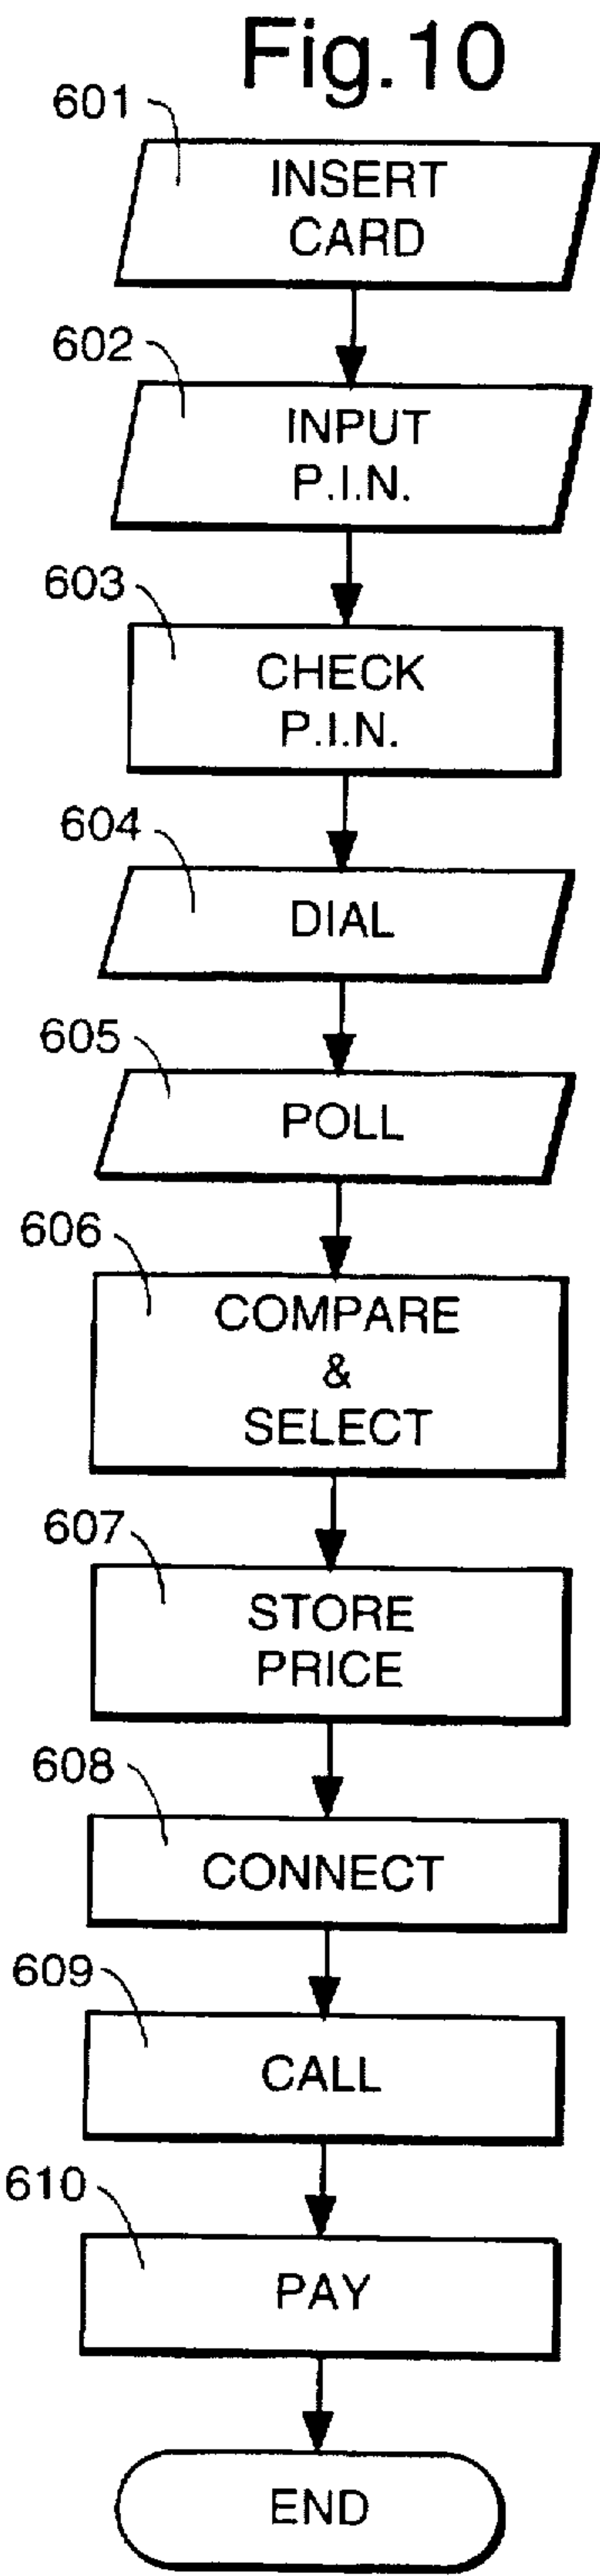 Fig.10
601
INSERT
CARD
602
INPUT
P.I.N.
603
CHECK
P.I.N.
604
DIAL
605
POLL
606
COMPARE
&
SELECT
607
STORE
PRICE
608
CONNECT
609
CALL
610
PAY
END